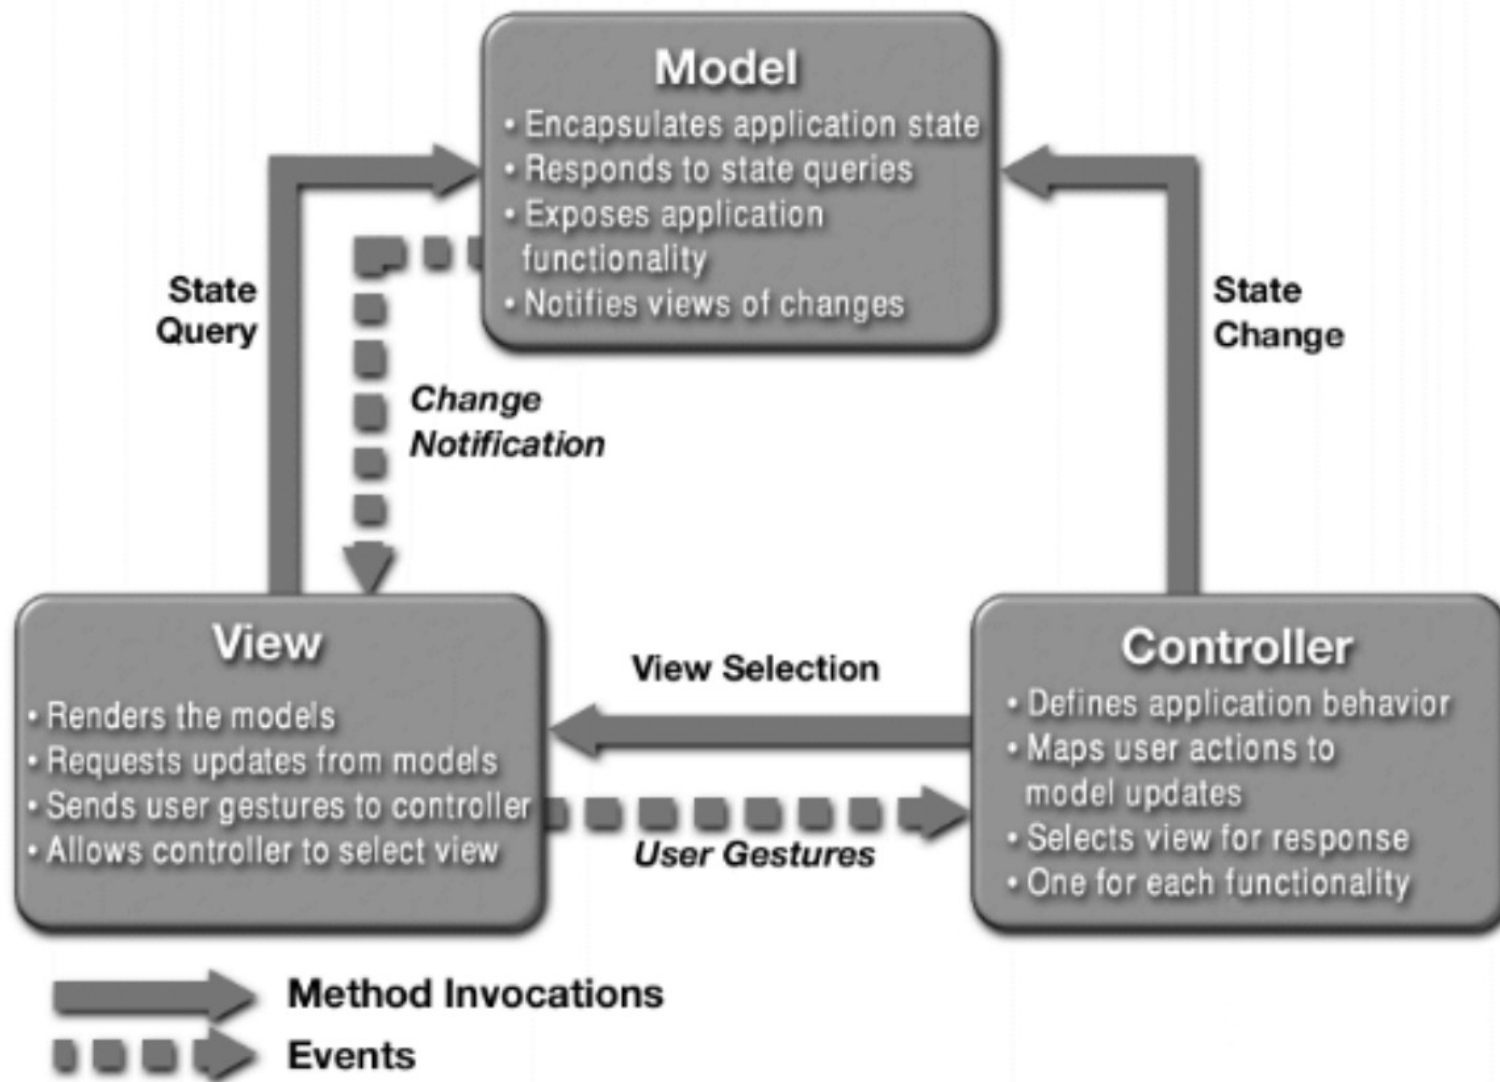 Model
• Encapsulates application state
• Responds to state queries
• Exposes application
functionality
• Notifies views of changes
State
Query
Change
Notification
State
Change
View
• Renders the models
• Requests updates from models
• Sends user gestures to controller
• Allows controller to select view
View Selection
User Gestures
Controller
• Defines application behavior
• Maps user actions to
model updates
• Selects view for response
• One for each functionality
Method Invocations
Events